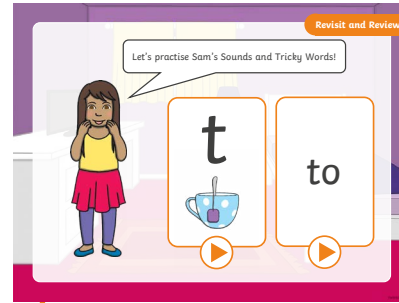 Revisit and Review
Let's practise Sam's Sounds and Tricky Words!
t
to